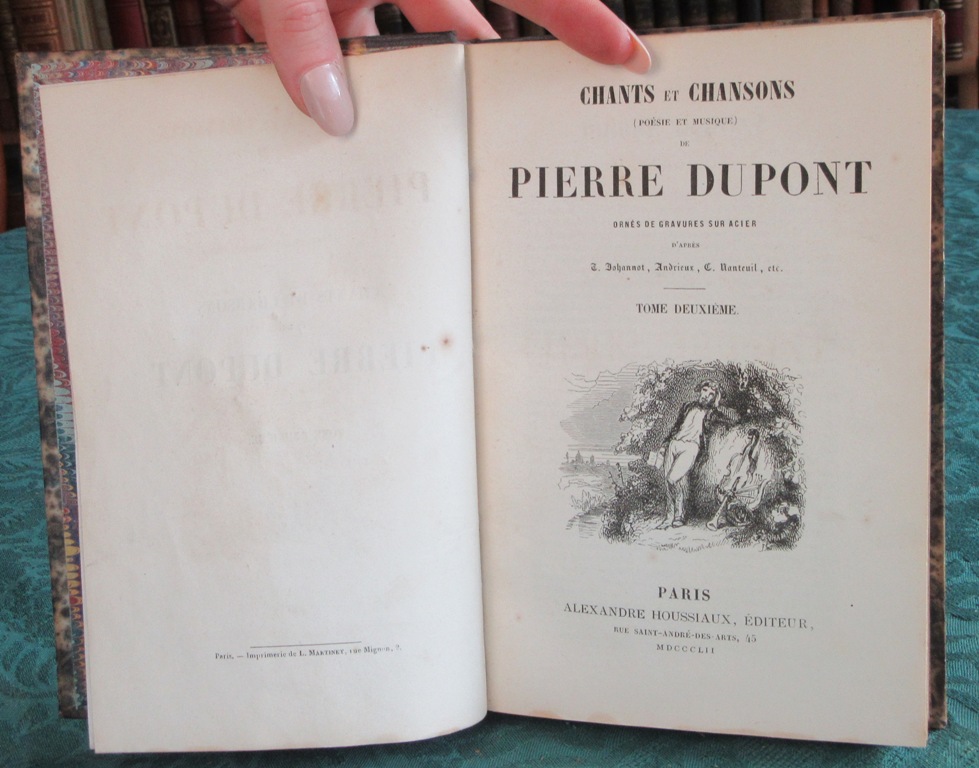 Paris. — Imprimerie de L. MARTINET, rue Mignon, 2.
CHANTS ET CHANSONS
(POÉSIE ET MUSIQUE)
DE
PIERRE DUPONT
ORNÉS DE GRAVURES SUR ACIER
D'APRÈS
T. Johannot, Andrieux, C. Nanteuil, etc.
TOME DEUXIÈME.
PARIS
ALEXANDRE HOUSSIAUX, ÉDITEUR,
RUE SAINT-ANDRÉ-DES-ARTS, 45
MDCCCLII